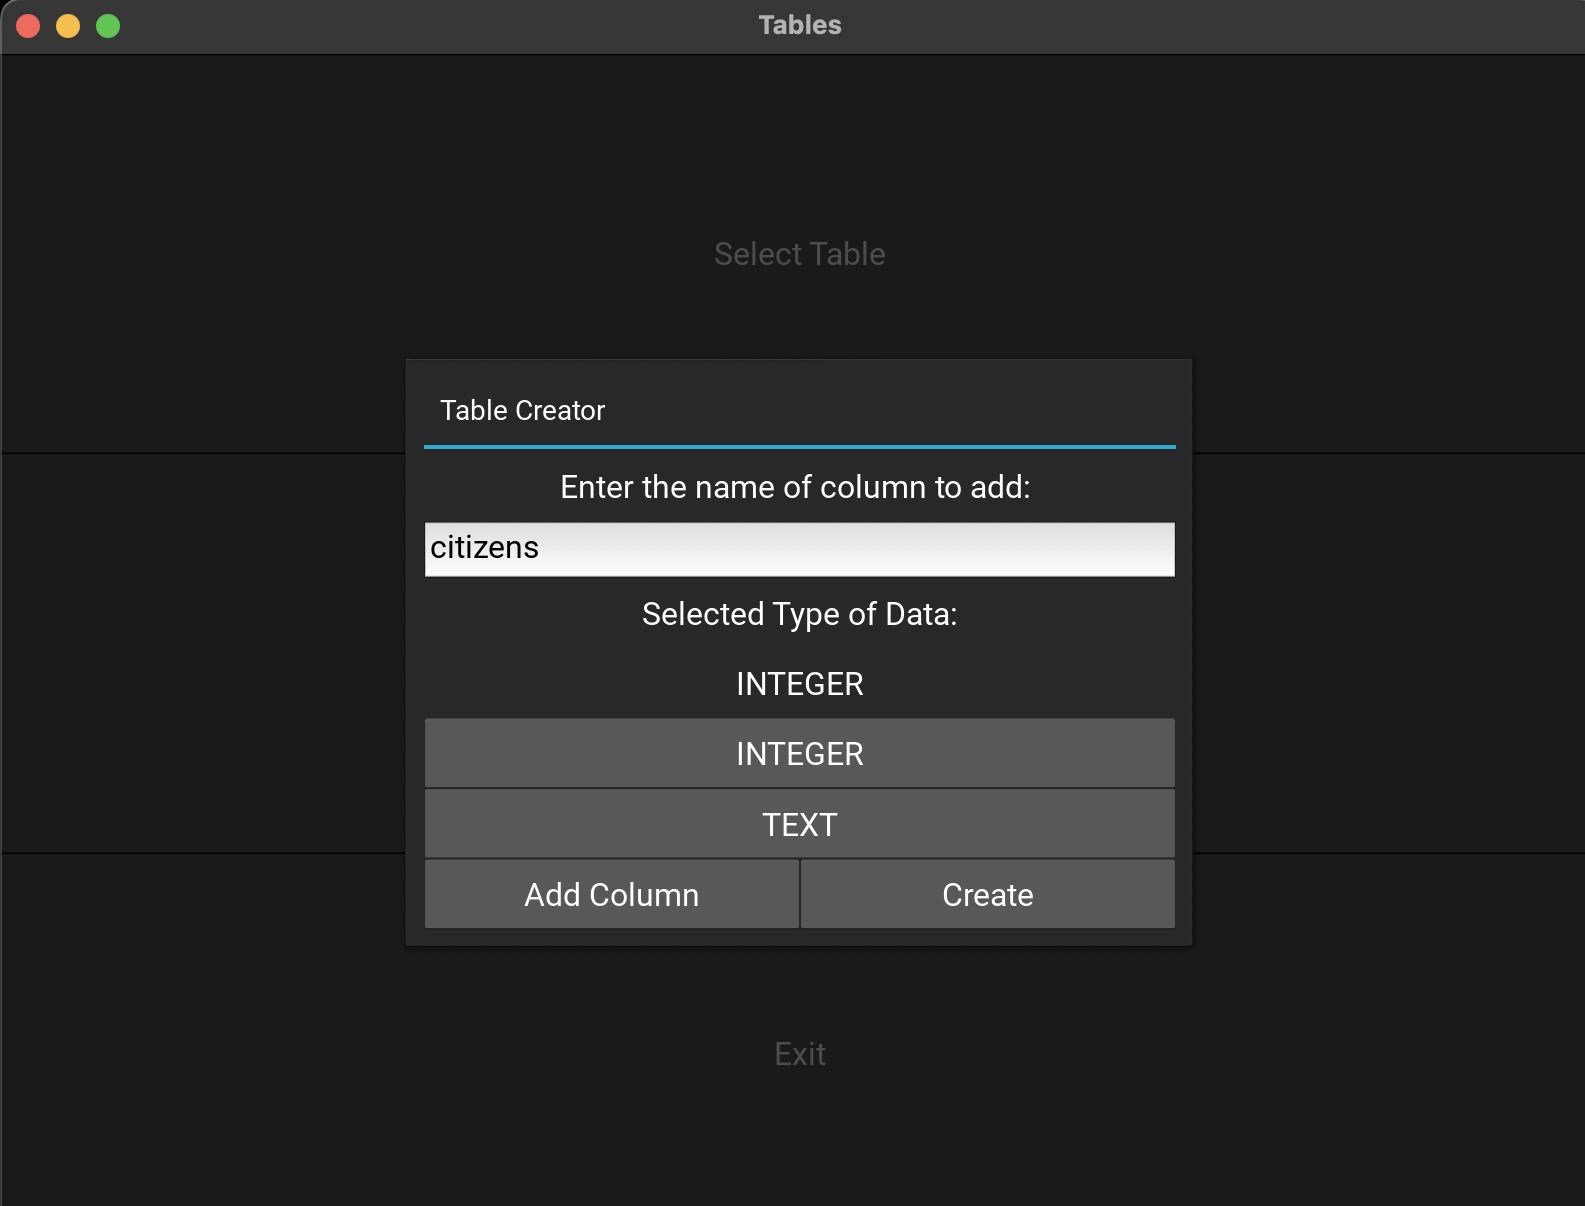 Tables
Select Table
Table Creator
Enter the name of column to add:
citizens
Selected Type of Data:
INTEGER
INTEGER
TEXT
Add Column Create
Exit